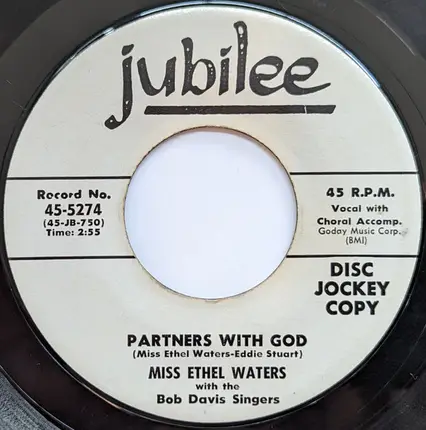 jubilee
Record No.
45-5274
(45-JB-750)
Time: 2:55
45 R.P.M.
Vocal with
Choral Accomp.
Goday Music Corp.
(BMI)
DISC
JOCKEY
COPY
PARTNERS WITH GOD
(Miss Ethel Waters-Eddie Stuart)
MISS ETHEL WATERS
with the
Bob Davis Singers